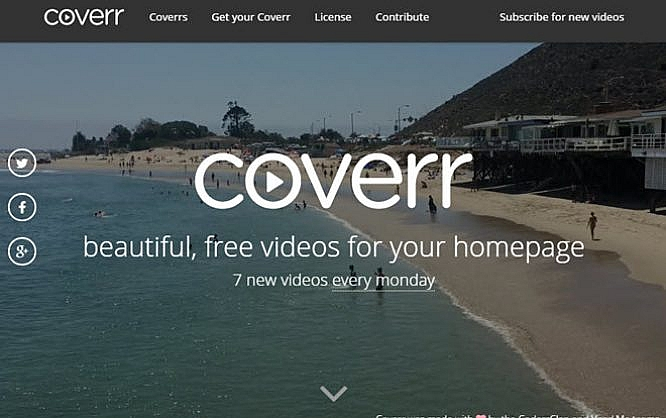 coverr Coverrs Get your Coverr License Contribute Subscribe for new videos
coverr
beautiful, free videos for your homepage
7 new videos every monday